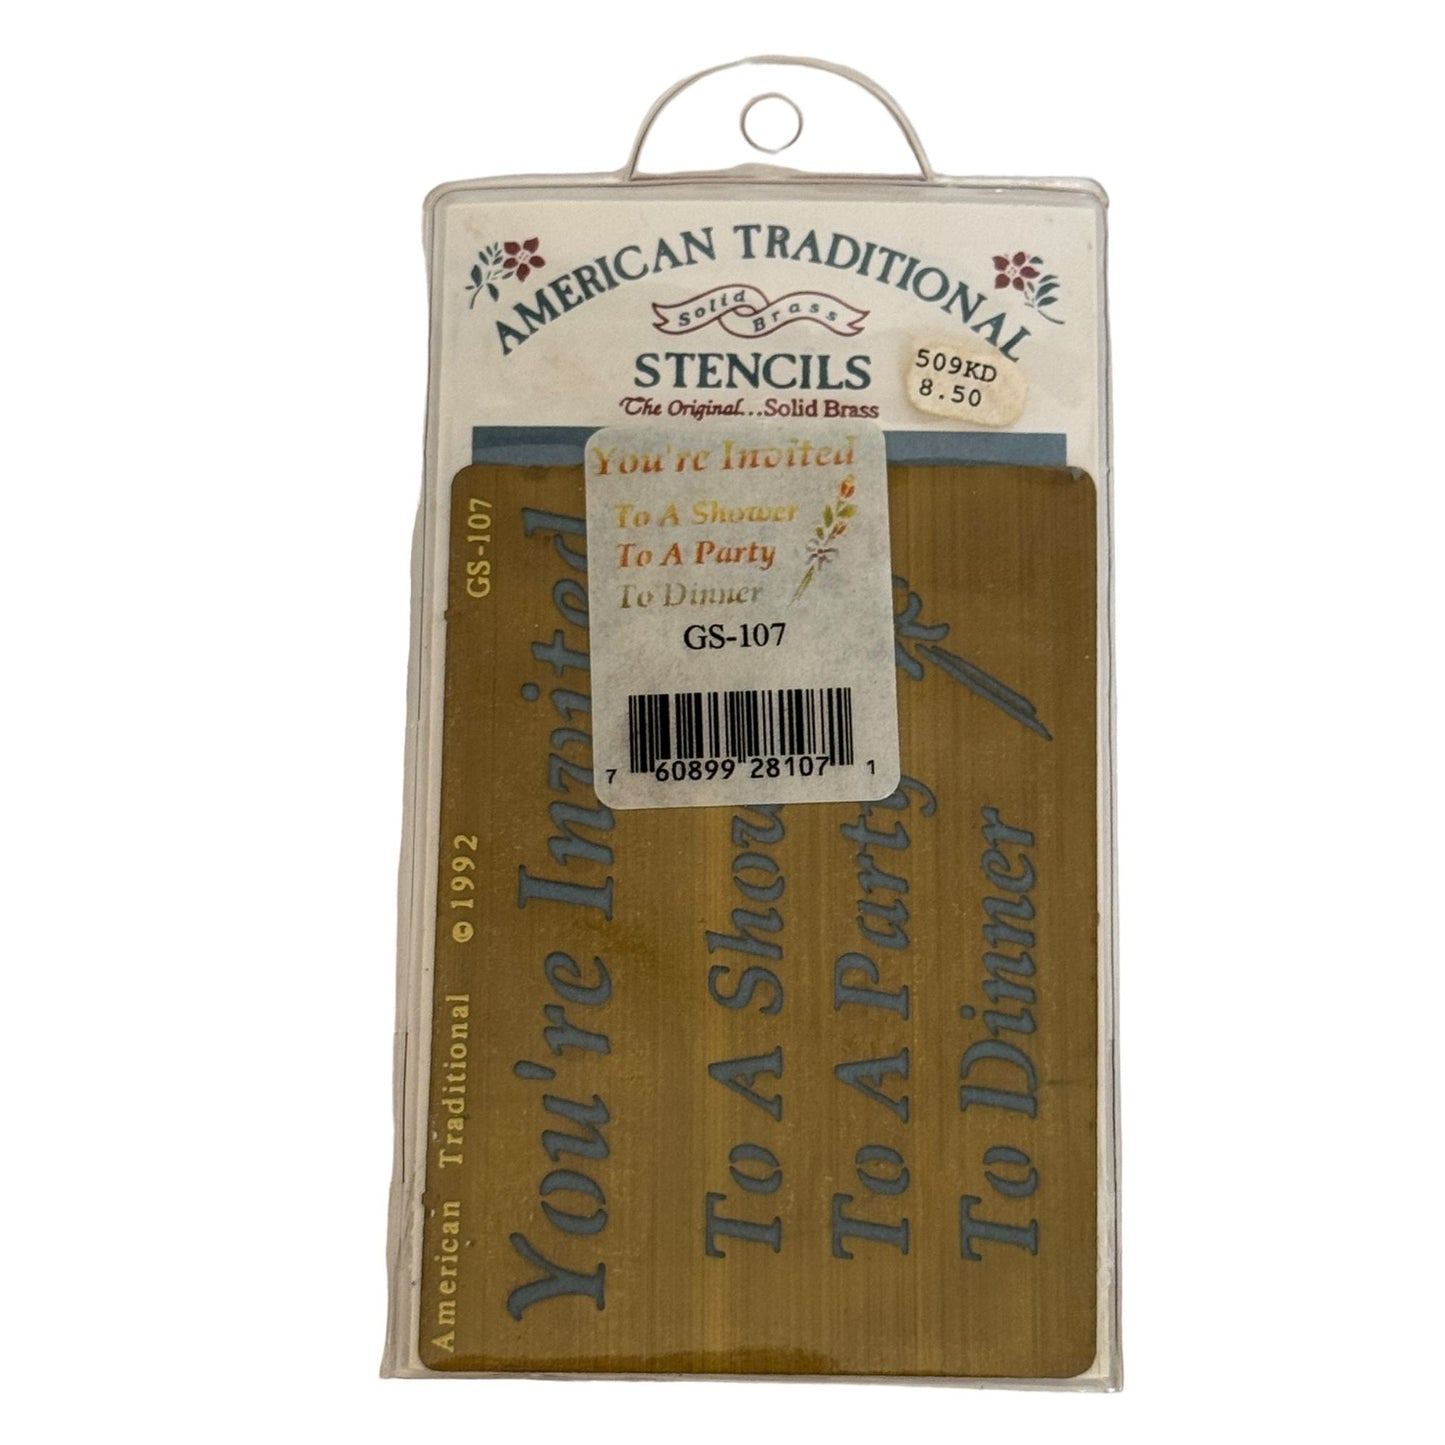 AMERICAN TRADITIONAL
Solid Brass
STENCILS
The Original...Solid Brass
509KD
8.50
You're Invited
To A Shower
To A Party
To Dinner
GS-107
7 60899 28107 1
GS-107
American Traditional © 1992
You're Invited
To A Show
To A Party
To Dinner